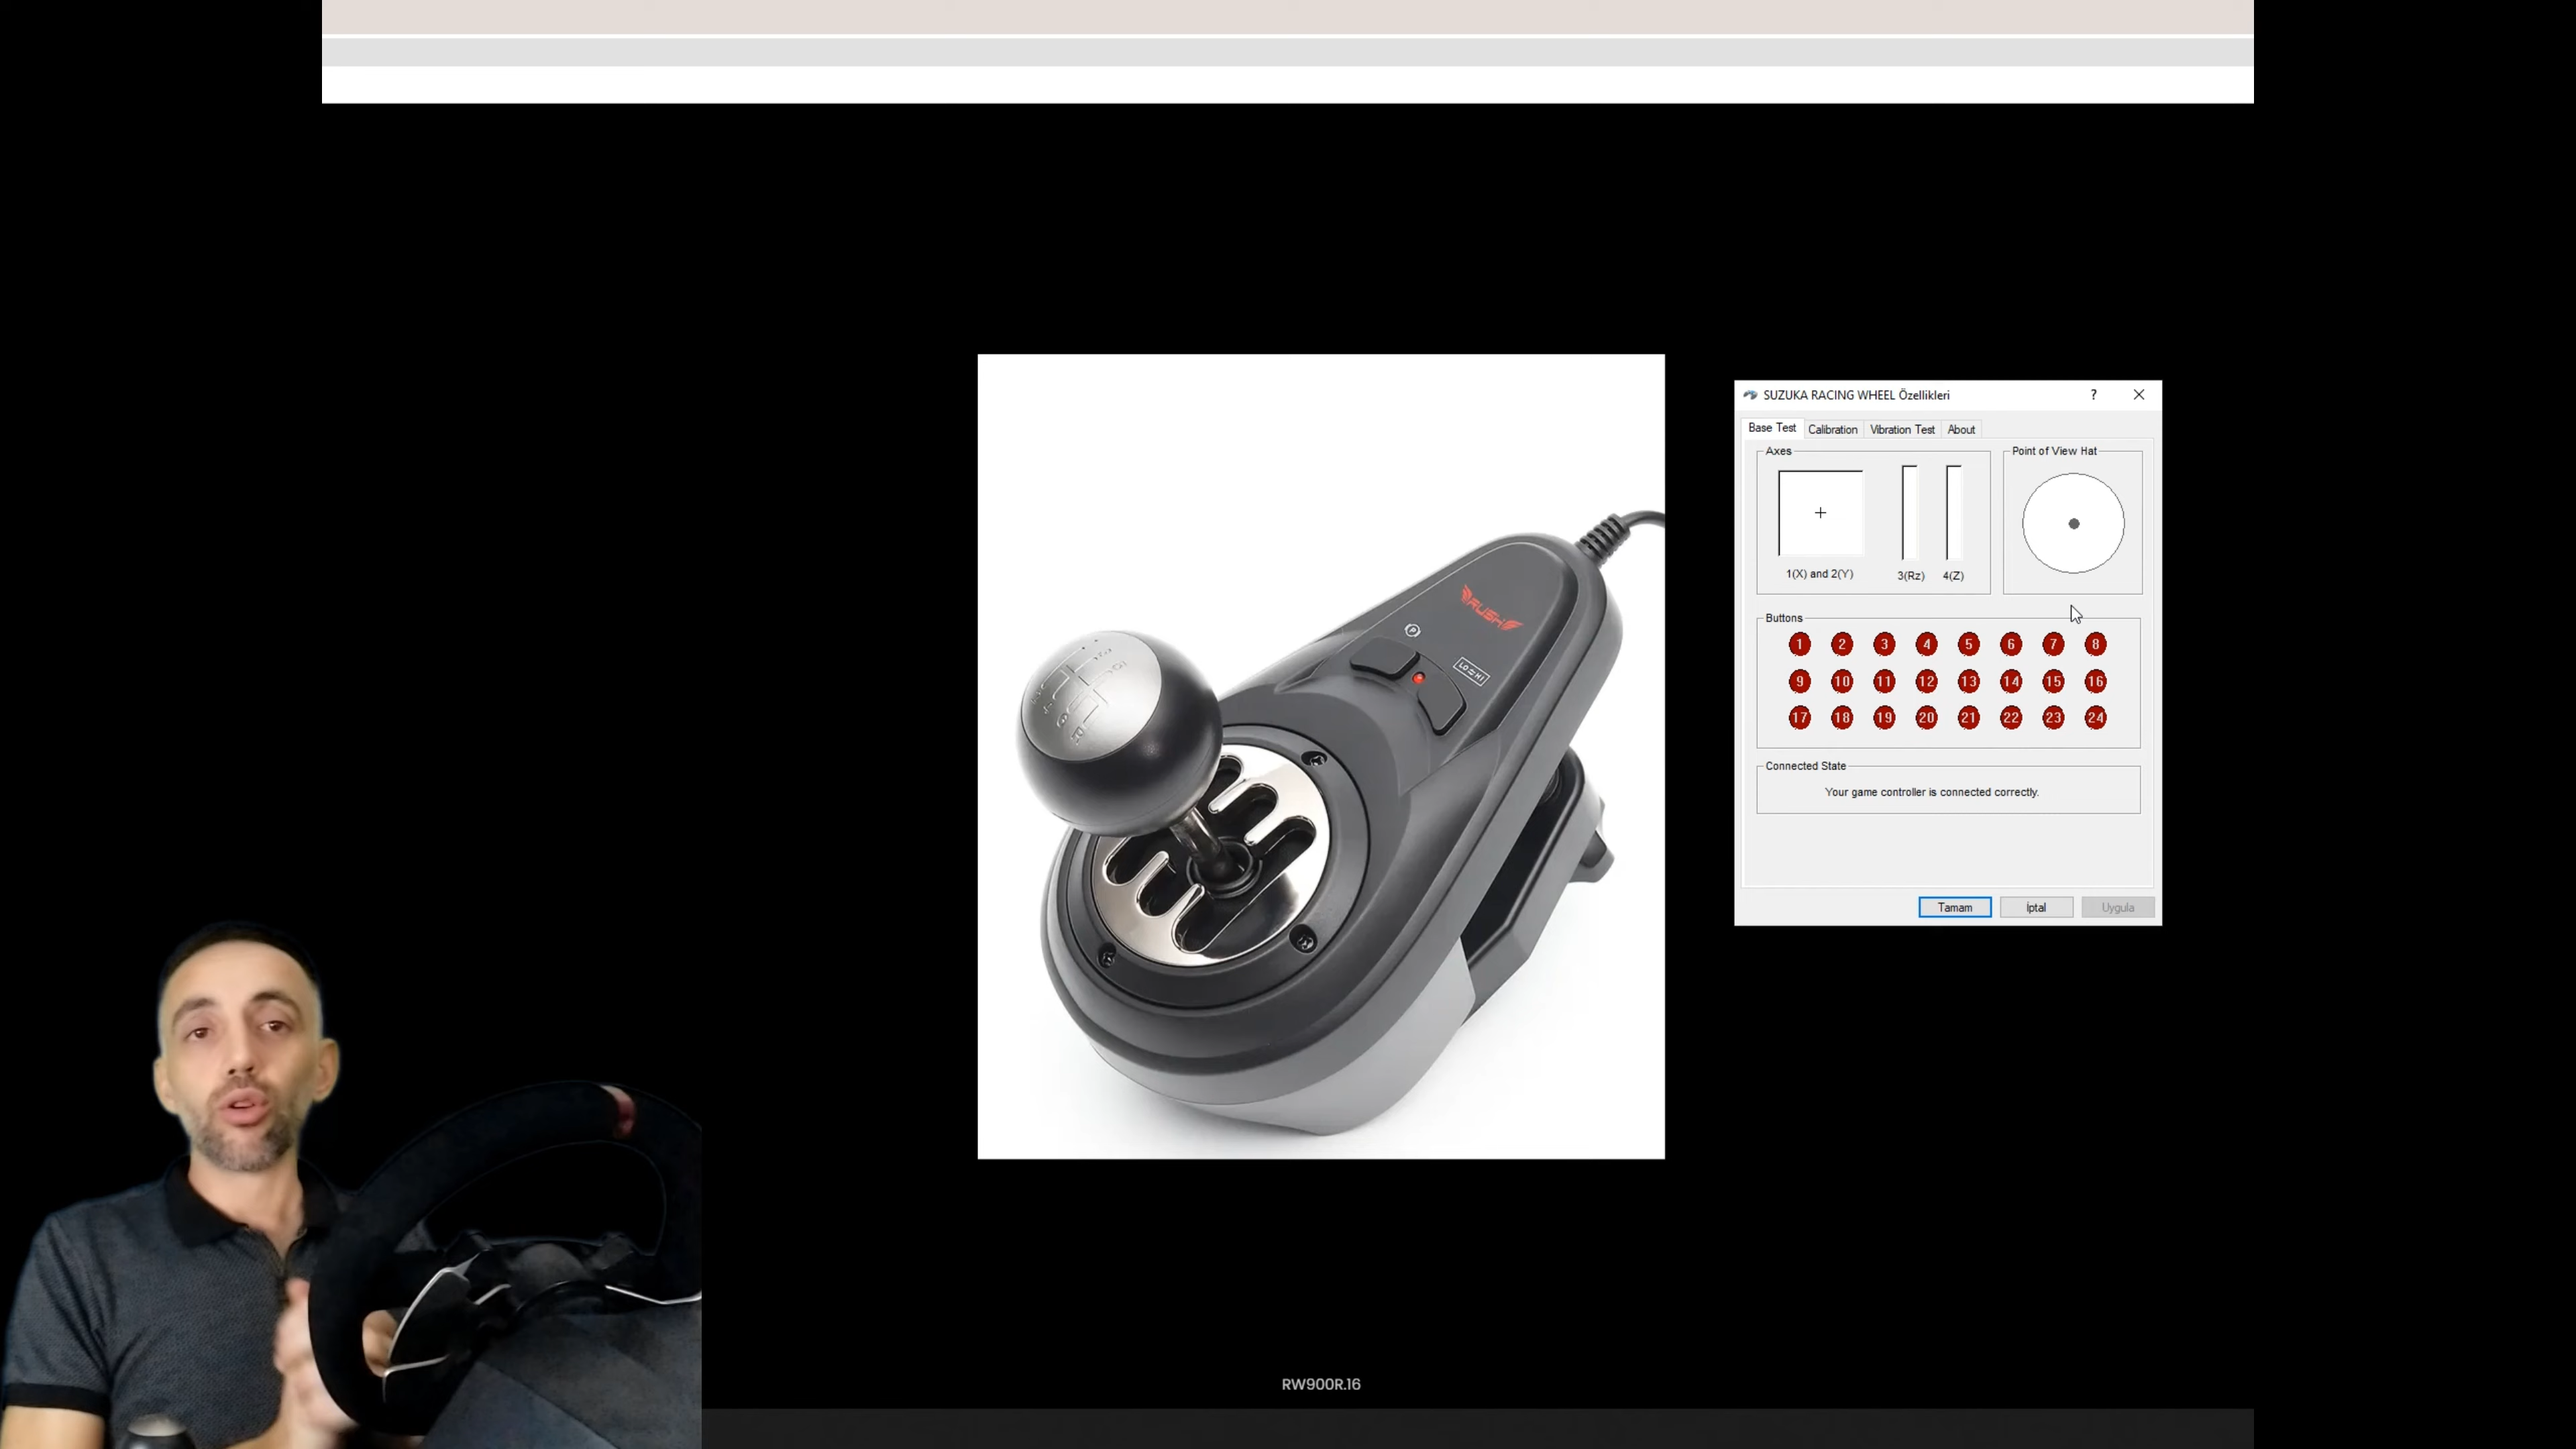 SUZUKA RACING WHEEL Özellikleri
?
Base Test
Calibration
Vibration Test
About
Axes
Point of View Hat
1(X) and 2(Y)
3(Rz)
4(Z)
Buttons
1 2 3 4 5 6 7 8
9 10 11 12 13 14 15 16
17 18 19 20 21 22 23 24
Connected State
Your game controller is connected correctly.
Tamam
İptal
Uygula
RUSH
P
LO HI
RW900R.16